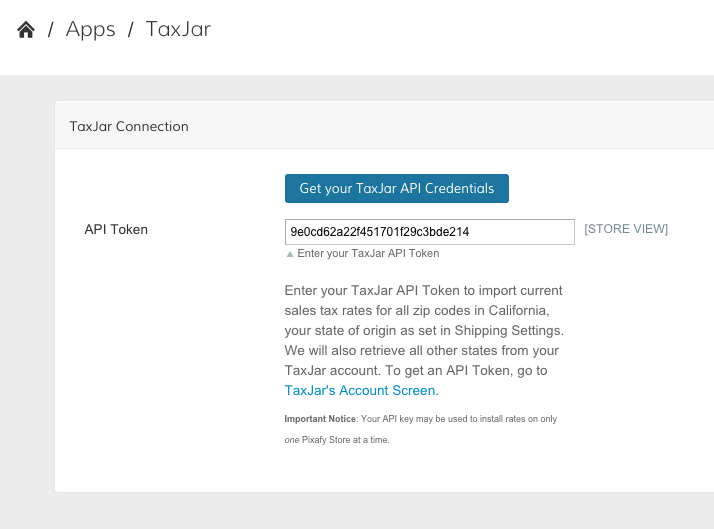 / Apps / TaxJar
TaxJar Connection
Get your TaxJar API Credentials
API Token
9e0cd62a22f451701f29c3bde214
[STORE VIEW]
▲ Enter your TaxJar API Token
Enter your TaxJar API Token to import current
sales tax rates for all zip codes in California,
your state of origin as set in Shipping Settings.
We will also retrieve all other states from your
TaxJar account. To get an API Token, go to
TaxJar's Account Screen.
Important Notice: Your API key may be used to install rates on only
one Pixafy Store at a time.